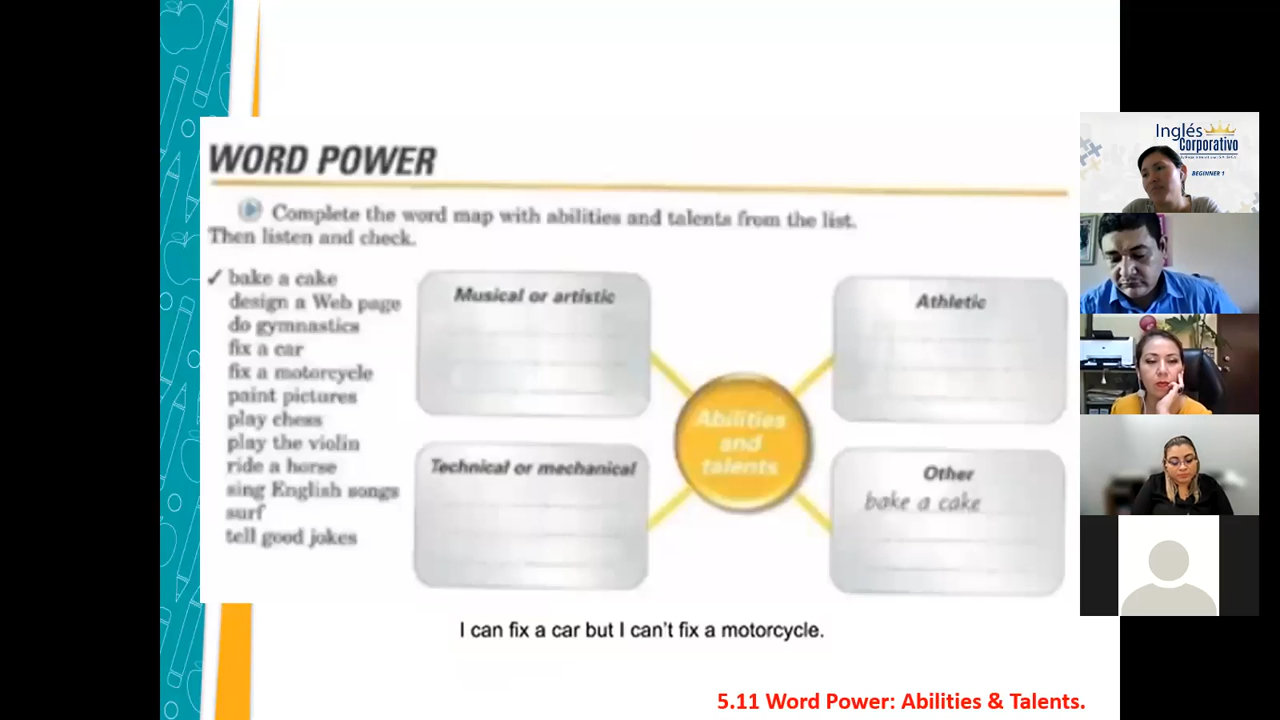 WORD POWER
Complete the word map with abilities and talents from the list.
Then listen and check.
✓ bake a cake
design a Web page
do gymnastics
fix a car
fix a motorcycle
paint pictures
play chess
play the violin
ride a horse
sing English songs
surf
tell good jokes
Musical or artistic
Technical or mechanical
Abilities
and
talents
Athletic
Other
bake a cake
I can fix a car but I can't fix a motorcycle.
5.11 Word Power: Abilities & Talents.
Inglés
Corporativo
BEGINNER 1